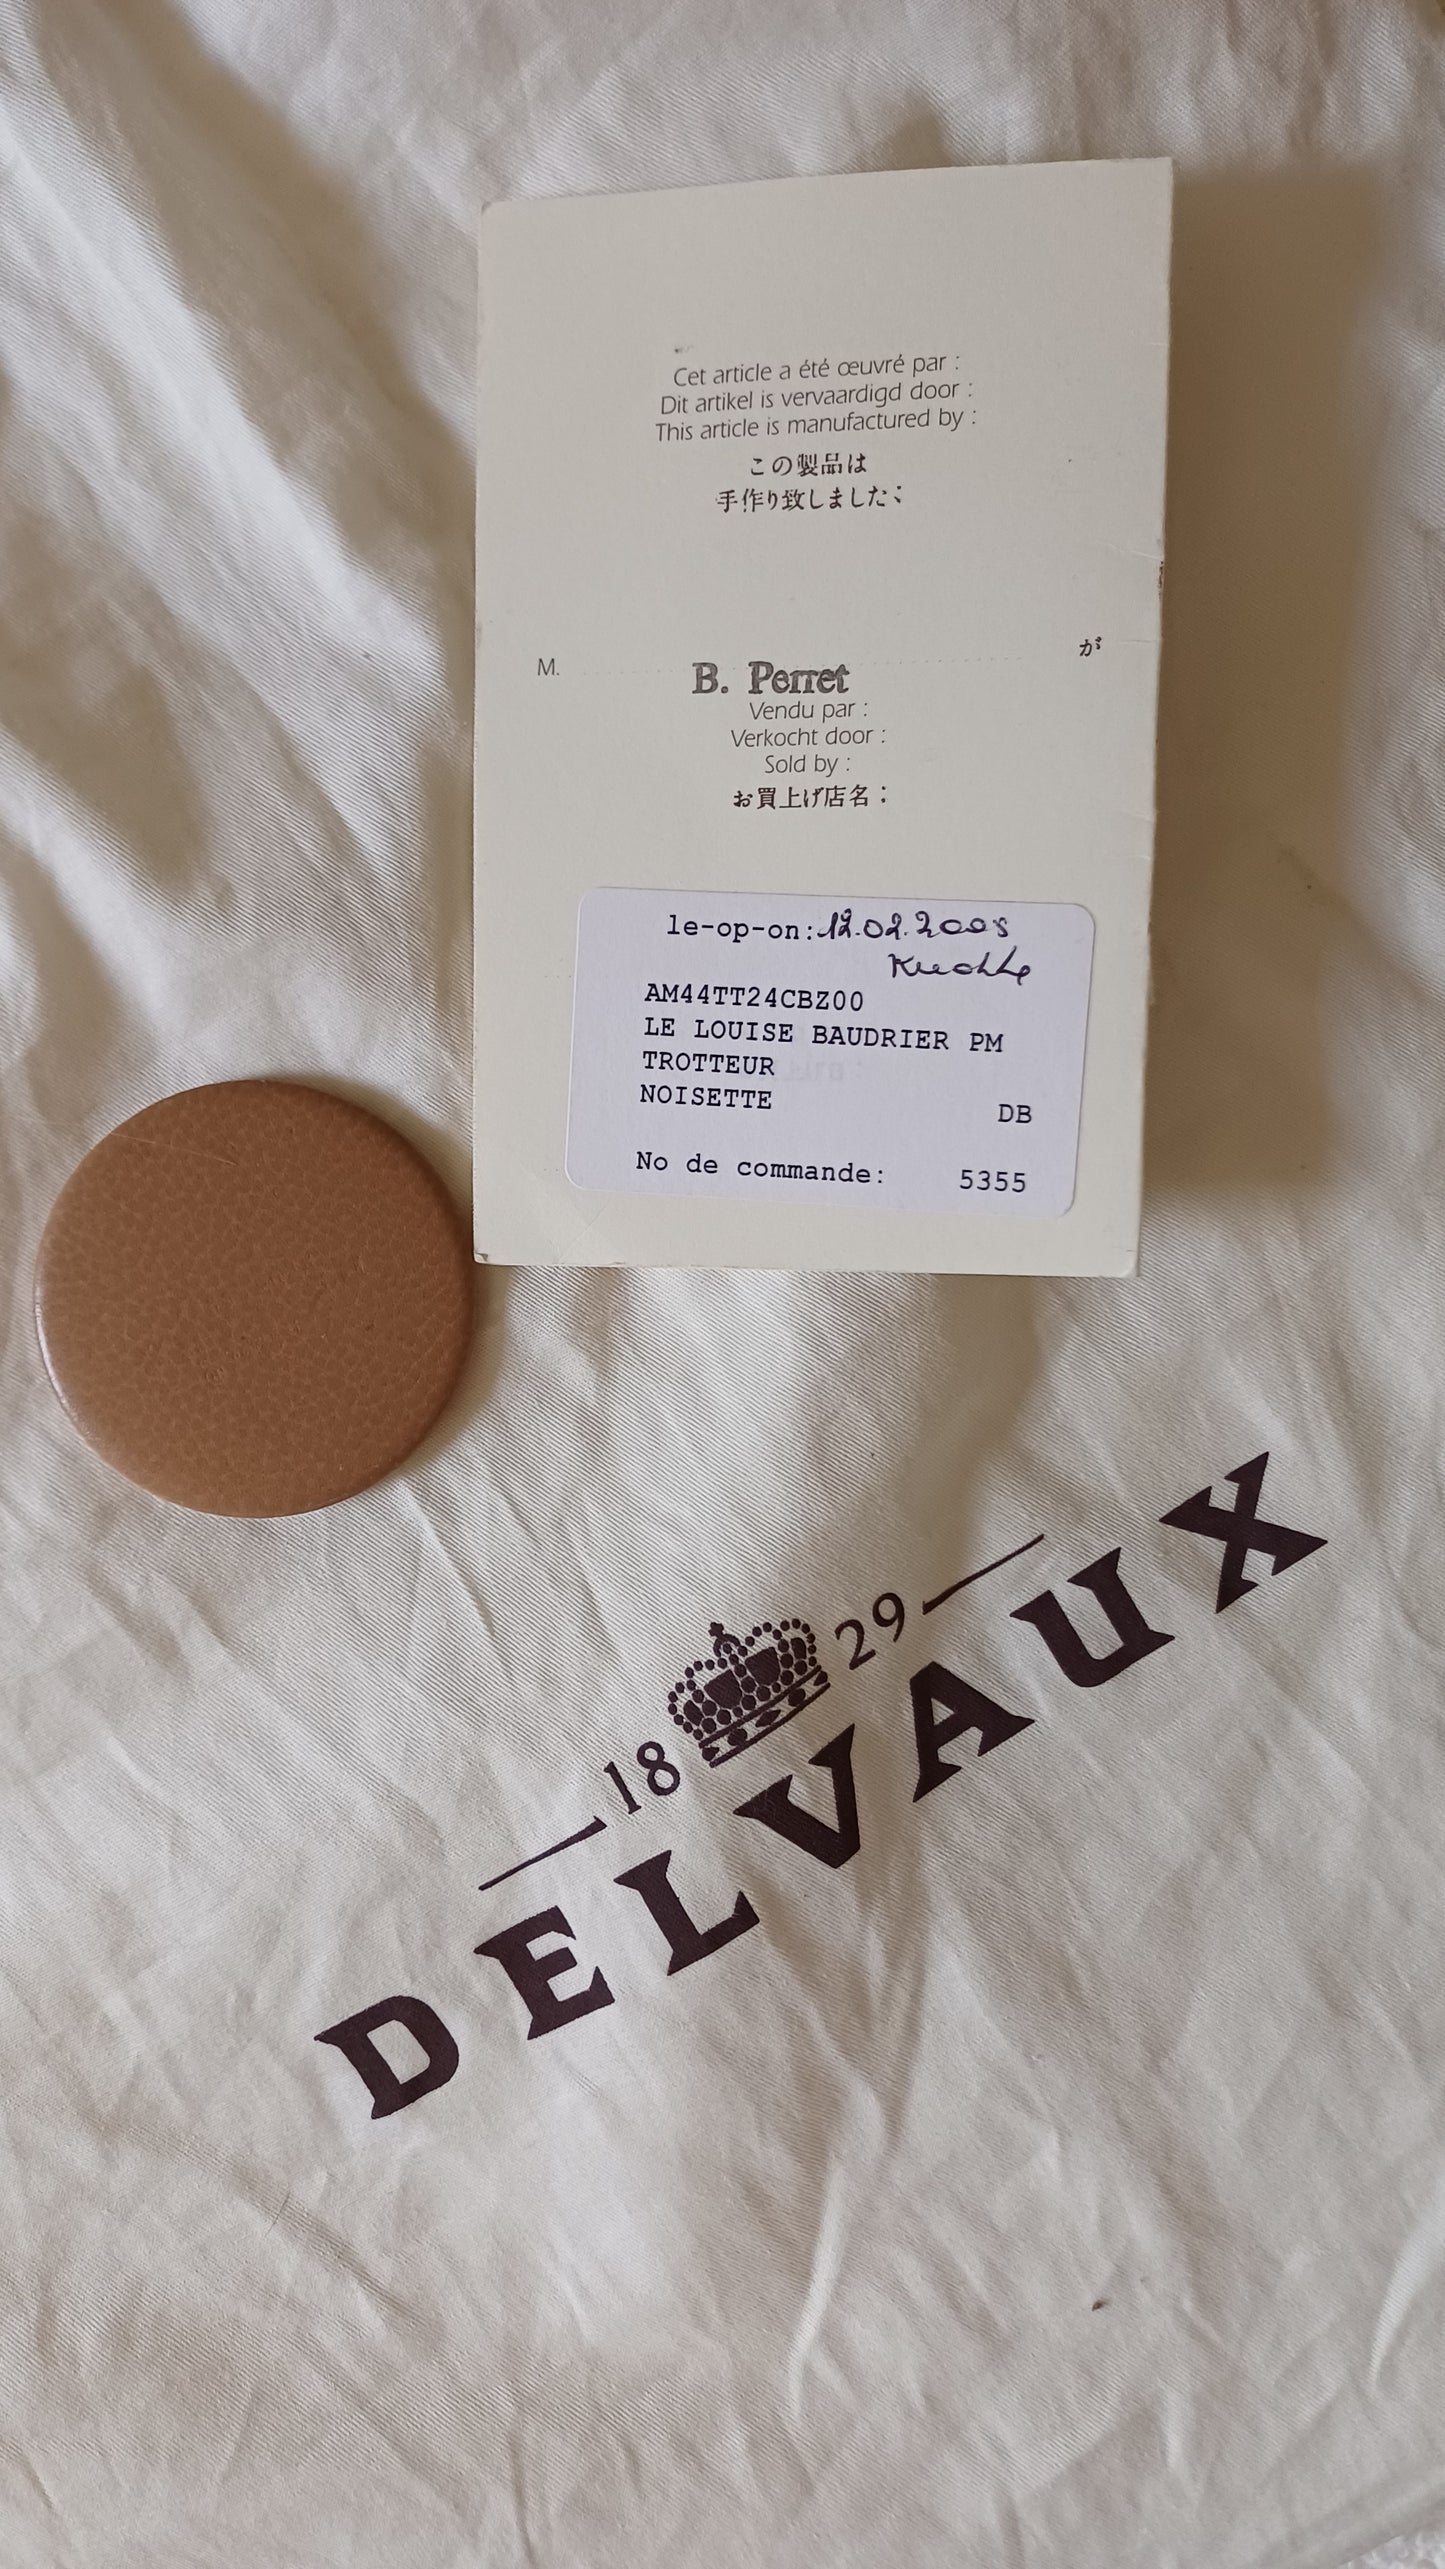 Cet article a été œuvré par :
Dit artikel is vervaardigd door :
This article is manufactured by :
この製品は
手作り致しました:
M. が
B. Perret
Vendu par :
Verkocht door :
Sold by :
お買上げ店名:
le-op-on: 12.02.2005
AM44TT24CBZ00
LE LOUISE BAUDRIER PM
TROTTEUR
NOISETTE DB
No de commande: 5355
18 29
DELVAUX